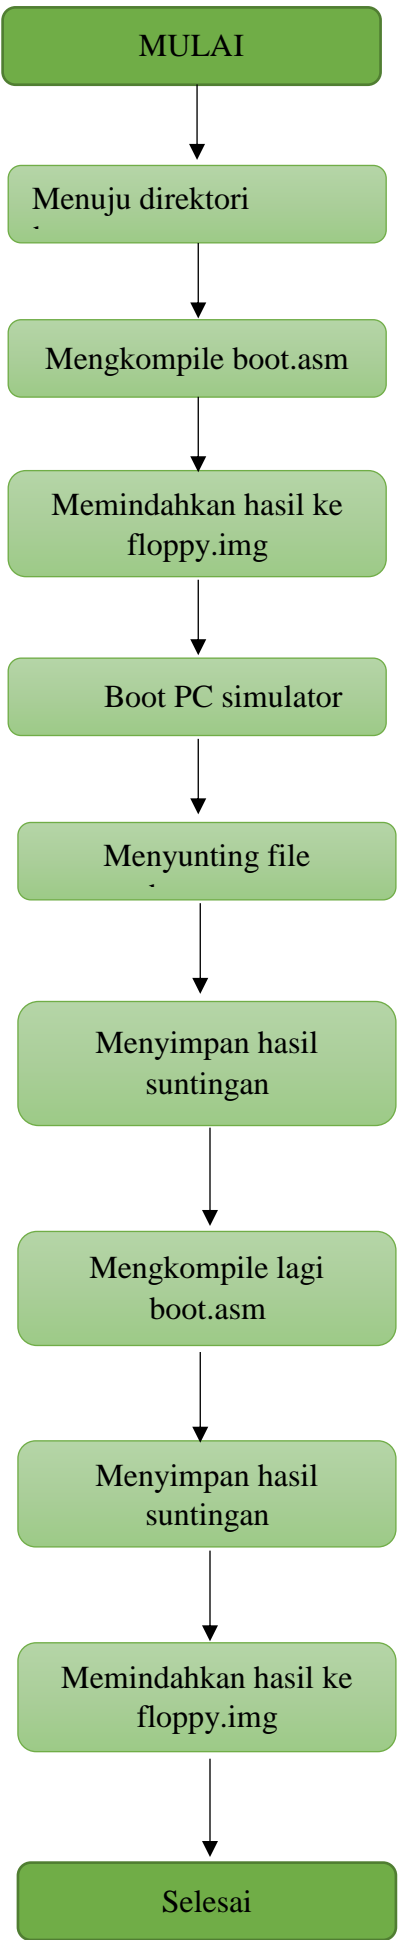 MULAI
Menuju direktori
Mengkompile boot.asm
Memindahkan hasil ke
floppy.img
Boot PC simulator
Menyunting file
Menyimpan hasil
suntingan
Mengkompile lagi
boot.asm
Menyimpan hasil
suntingan
Memindahkan hasil ke
floppy.img
Selesai